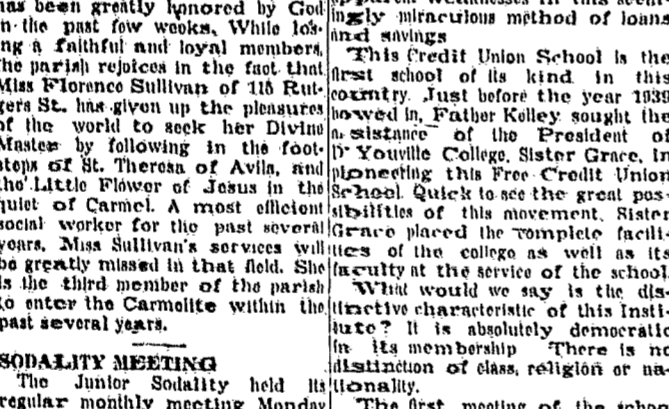 has been greatly honored by God
in the past few weeks. While los-
ng a faithful and loyal members,
the parish rejoices in the fact that
Miss Florence Sullivan of 115 Rut-
gers St. has given up the pleasures
of the world to seek her Divine
Master by following in the foot-
steps of St. Theresa of Avila, and
the Little Flower of Jesus in the
quiet of Carmel. A most efficient
social worker for the past several
years, Miss Sullivan's services will
be greatly missed in that field. She
is the third member of the parish
to enter the Carmelite within the
past several years.
SODALITY MEETING
The Junior Sodality held its
regular monthly meeting Monday
ingly miraculous method of loans
and savings
This Credit Union School is the
first school of its kind in this
country. Just before the year 1939
bowed in, Father Kelley sought the
assistance of the President of
D'Youville College, Sister Grace, in
pioneering this Free Credit Union
School. Quick to see the great pos-
sibilities of this movement, Sister
Grace placed the complete facili-
ties of the college as well as its
faculty at the service of the school.
What would we say is the dis-
tinctive characteristic of this Insti-
tute? It is absolutely democratic
in its membership There is no
distinction of class, religion or na-
tionality.
The first meeting of the school